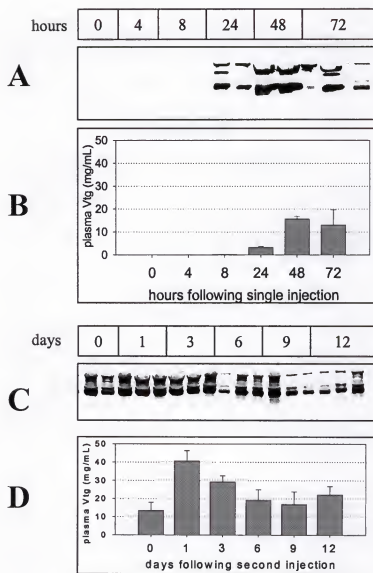 hours 0 4 8 24 48 72
A
50
40
30
20
10
0
plasma Vtg (mg/mL)
B
0 4 8 24 48 72
hours following single injection
days 0 1 3 6 9 12
C
50
40
30
20
10
0
plasma Vtg (mg/mL)
D
0 1 3 6 9 12
days following second injection